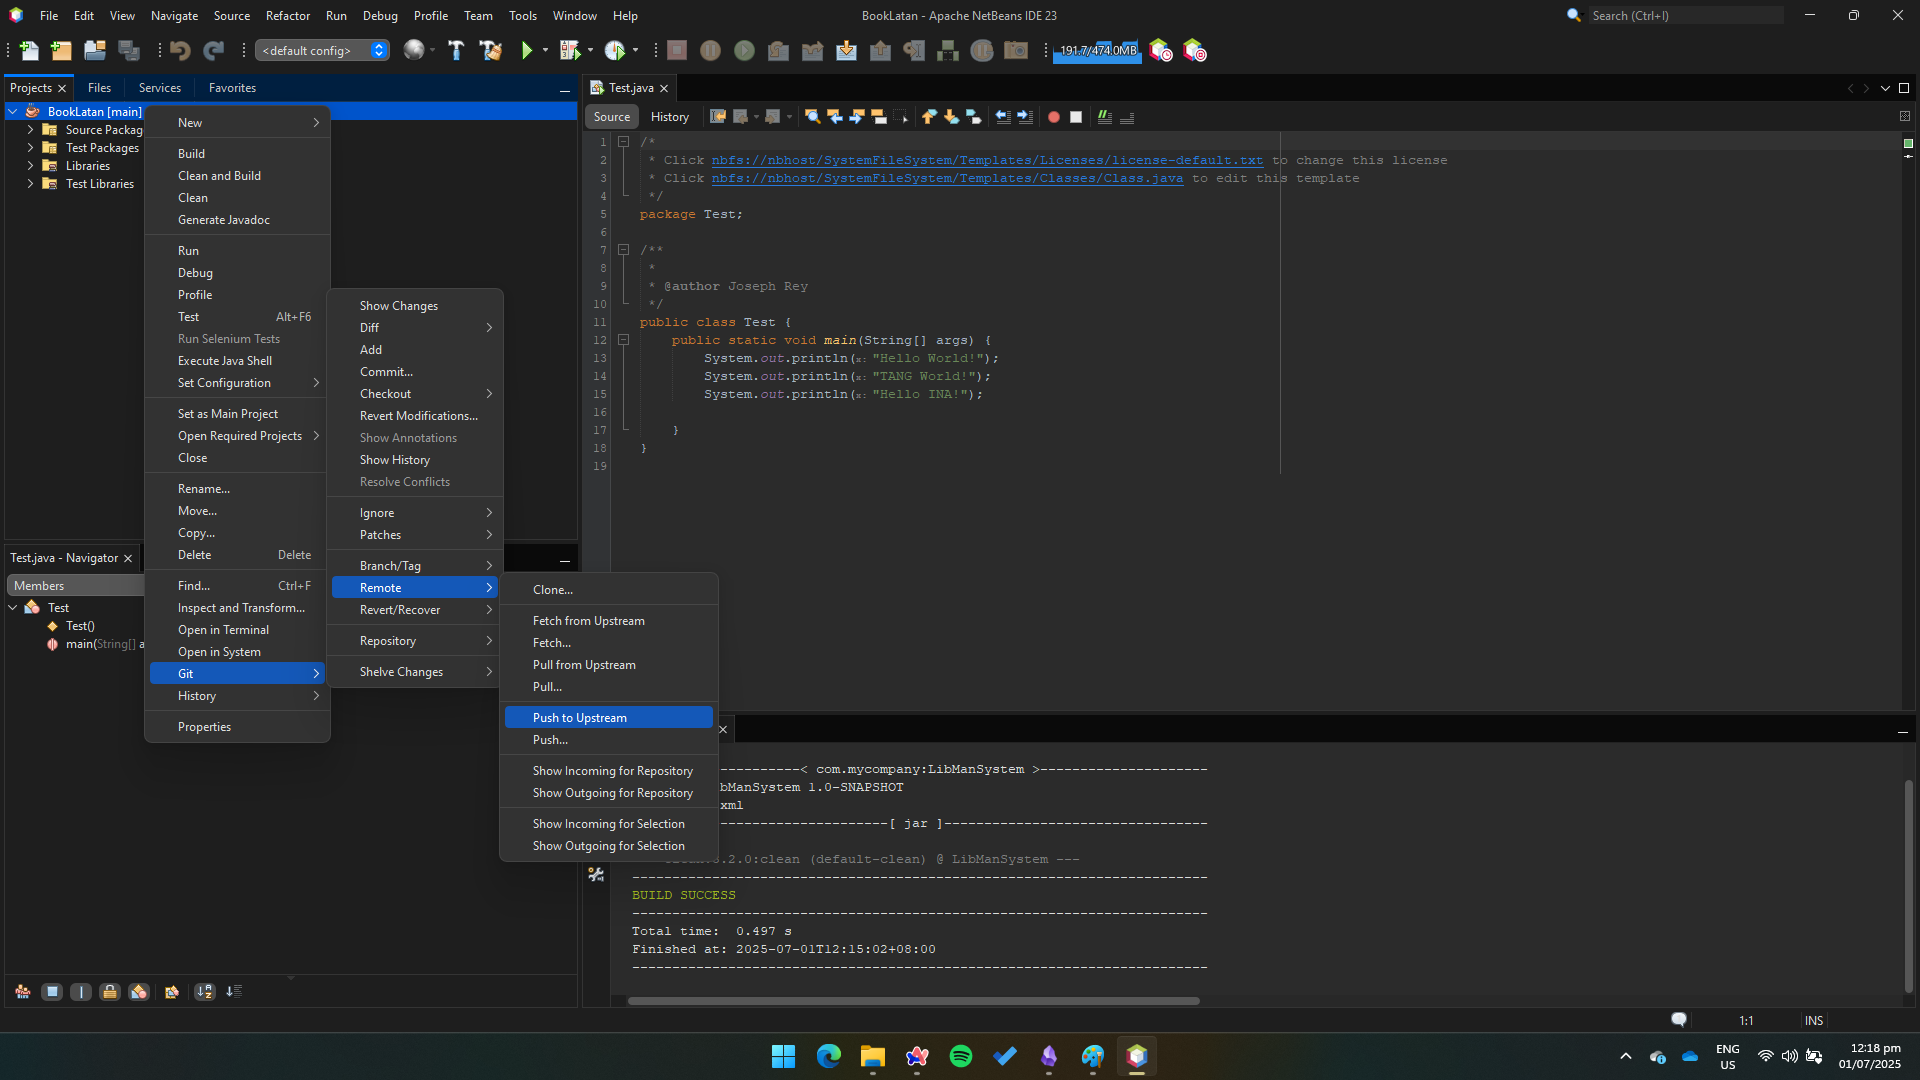 File Edit View Navigate Source Refactor Run Debug Profile Team Tools Window Help
BookLatan - Apache NetBeans IDE 23
Search (Ctrl+I)
<default config>
191.7/474.0MB
Projects Files Services Favorites
BookLatan [main]
Source Packag
Test Packages
Libraries
Test Libraries
New
Build
Clean and Build
Clean
Generate Javadoc
Run
Debug
Profile
Test Alt+F6
Run Selenium Tests
Execute Java Shell
Set Configuration
Set as Main Project
Open Required Projects
Close
Rename...
Move...
Copy...
Delete Delete
Find... Ctrl+F
Inspect and Transform...
Open in Terminal
Open in System
Git
History
Properties
Show Changes
Diff
Add
Commit...
Checkout
Revert Modifications...
Show Annotations
Show History
Resolve Conflicts
Ignore
Patches
Branch/Tag
Remote
Revert/Recover
Repository
Shelve Changes
Clone...
Fetch from Upstream
Fetch...
Pull from Upstream
Pull...
Push to Upstream
Push...
Show Incoming for Repository
Show Outgoing for Repository
Show Incoming for Selection
Show Outgoing for Selection
Test.java - Navigator
Members
Test
Test()
main(String[] a
Test.java
Source History
1 /*
2 * Click nbfs://nbhost/SystemFileSystem/Templates/Licenses/license-default.txt to change this license
3 * Click nbfs://nbhost/SystemFileSystem/Templates/Classes/Class.java to edit this template
4 */
5 package Test;
6
7 /**
8 *
9 * @author Joseph Rey
10 */
11 public class Test {
12 public static void main(String[] args) {
13 System.out.println(x: "Hello World!");
14 System.out.println(x: "TANG World!");
15 System.out.println(x: "Hello INA!");
16
17 }
18 }
19
----------< com.mycompany:LibManSystem >---------------------
bManSystem 1.0-SNAPSHOT
xml
---------------------[ jar ]---------------------------------
2.0:clean (default-clean) @ LibManSystem ---
------------------------------------------------------------------------
BUILD SUCCESS
------------------------------------------------------------------------
Total time: 0.497 s
Finished at: 2025-07-01T12:15:02+08:00
------------------------------------------------------------------------
1:1 INS
ENG
US
12:18 pm
01/07/2025